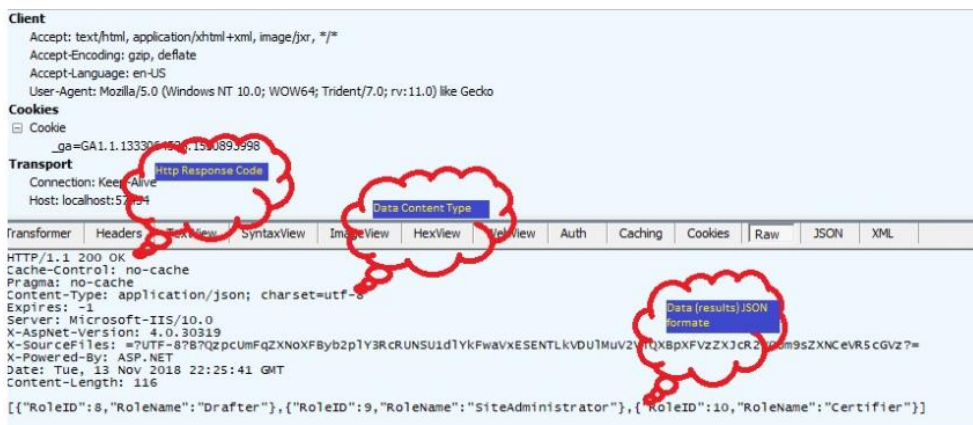 Client
Accept: text/html, application/xhtml+xml, image/jxr, */*
Accept-Encoding: gzip, deflate
Accept-Language: en-US
User-Agent: Mozilla/5.0 (Windows NT 10.0; WOW64; Trident/7.0; rv:11.0) like Gecko
Cookies
Cookie
Transport
Http Response Code
Connection: Keep-Alive
Host:
Data Content Type
Transformer Headers TextView SyntaxView ImageView HexView WebView Auth Caching Cookies Raw JSON XML
HTTP/1.1 200 OK
Cache-Control: no-cache
Pragma: no-cache
Content-Type: application/json; charset=utf-8
Expires: -1
Data (results) JSON
formate
Server: Microsoft-IIS/10.0
X-AspNet-Version: 4.0.30319
X-SourceFiles:
X-Powered-By: ASP.NET
Date: Tue, 13 Nov 2018 22:25:41 GMT
Content-Length: 116
[{"RoleID":8,"RoleName":"Drafter"},{"RoleID":9,"RoleName":"SiteAdministrator"},{"RoleID":10,"RoleName":"Certifier"}]